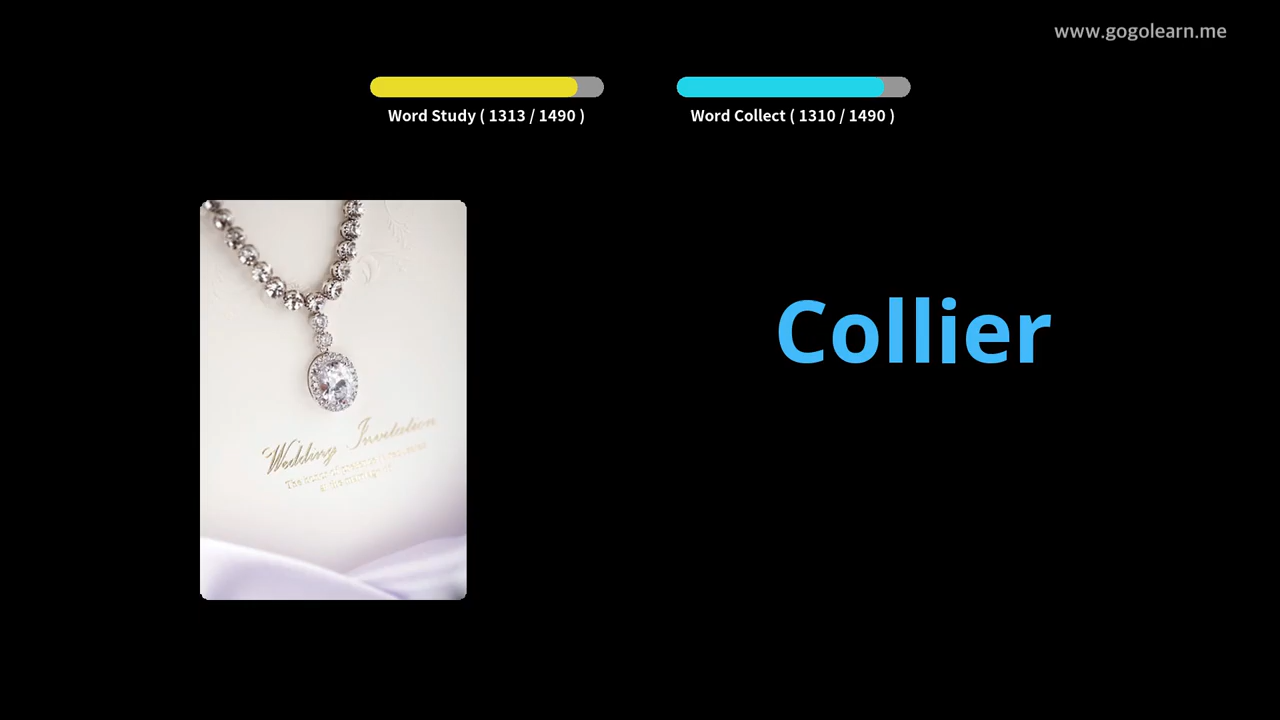 www.gogolearn.me
Word Study ( 1313 / 1490 )
Word Collect ( 1310 / 1490 )
Collier
Wedding Invitation